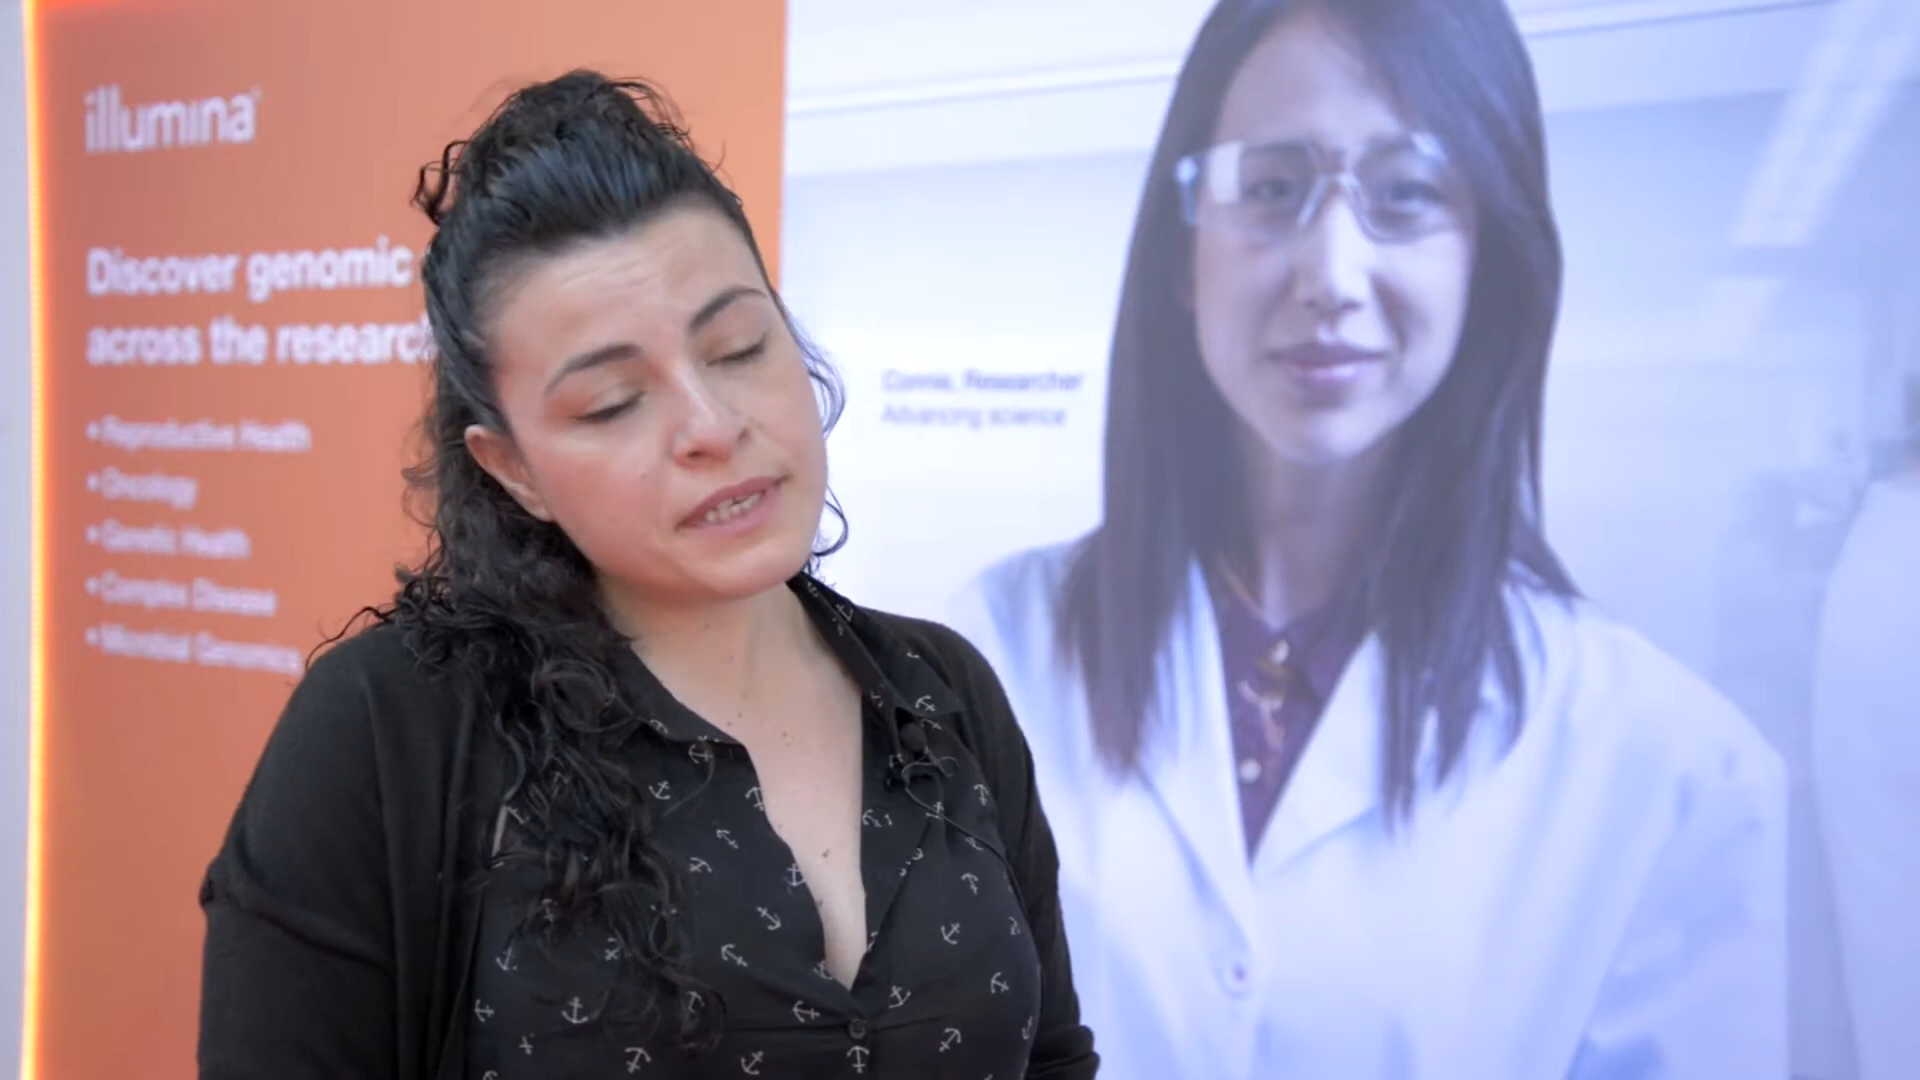 illumina
Discover genomic
across the research
• Reproductive Health
• Oncology
• Genetic Health
• Complex Disease
• Microbial Genomics
Connie, Researcher
Advancing science